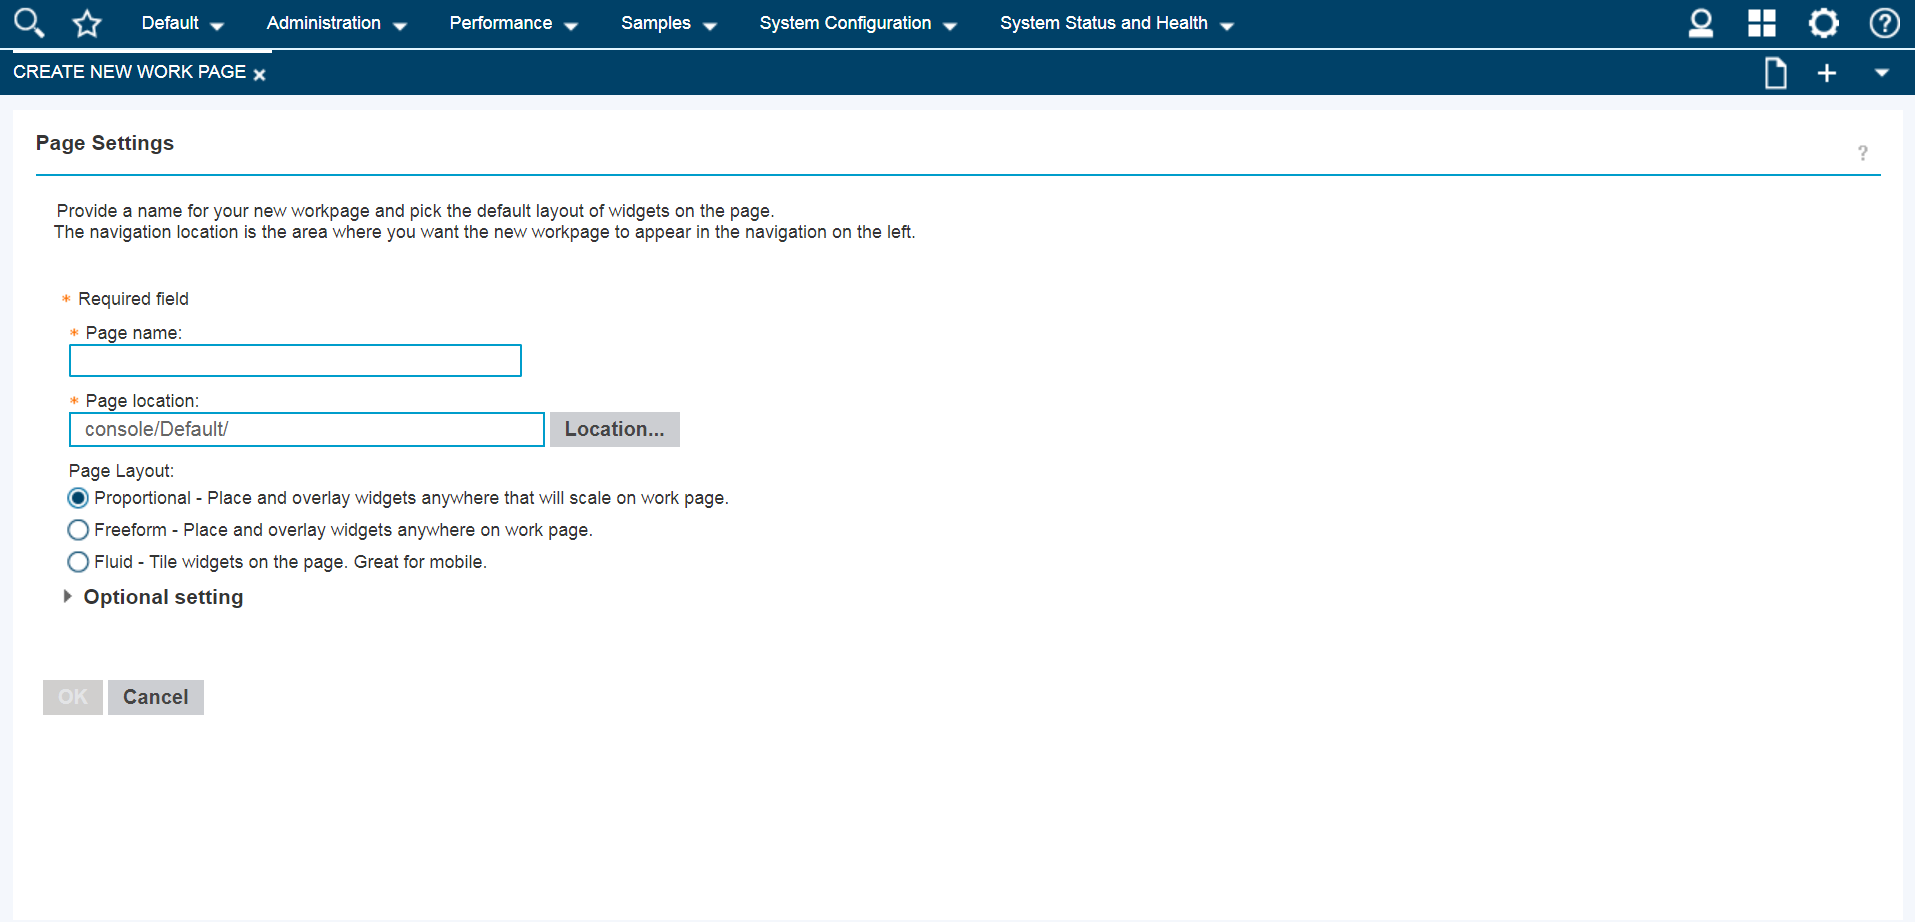 Default Administration Performance Samples System Configuration System Status and Health
CREATE NEW WORK PAGE
Page Settings
?
Provide a name for your new workpage and pick the default layout of widgets on the page.
The navigation location is the area where you want the new workpage to appear in the navigation on the left.
* Required field
* Page name:
* Page location:
console/Default/ Location...
Page Layout:
Proportional - Place and overlay widgets anywhere that will scale on work page.
Freeform - Place and overlay widgets anywhere on work page.
Fluid - Tile widgets on the page. Great for mobile.
Optional setting
OK Cancel